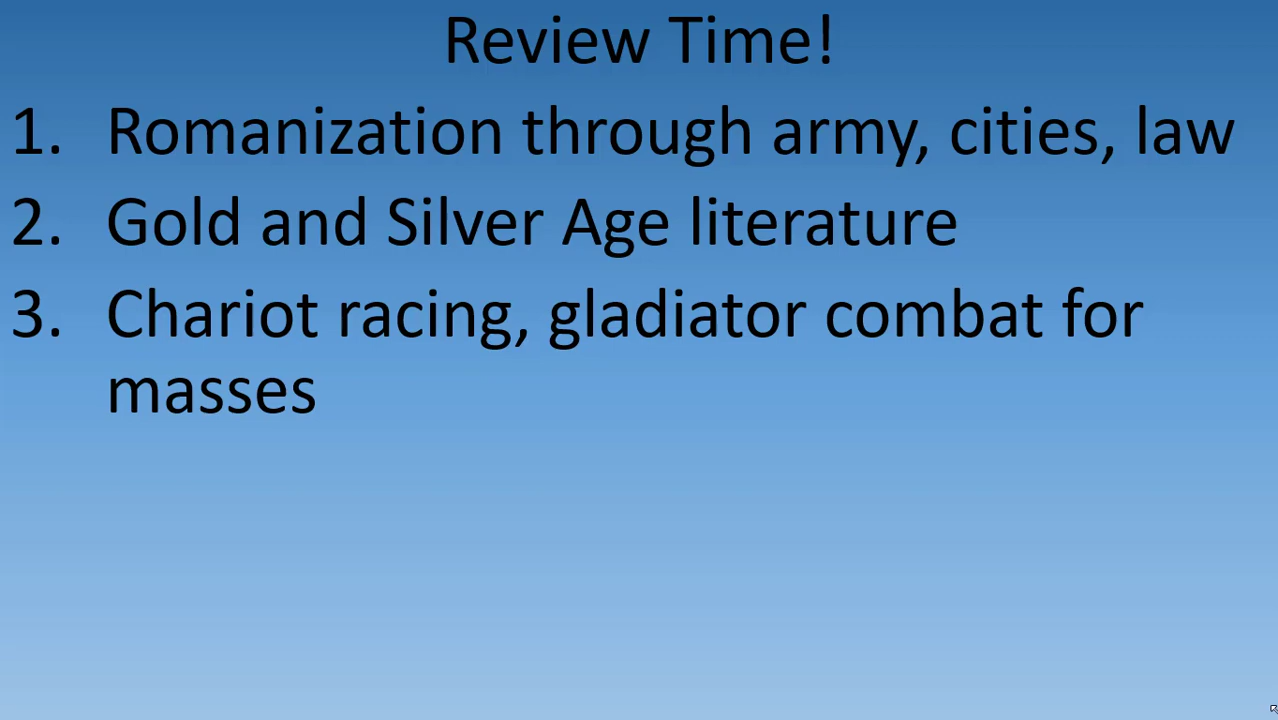 Review Time!
1. Romanization through army, cities, law
2. Gold and Silver Age literature
3. Chariot racing, gladiator combat for
masses